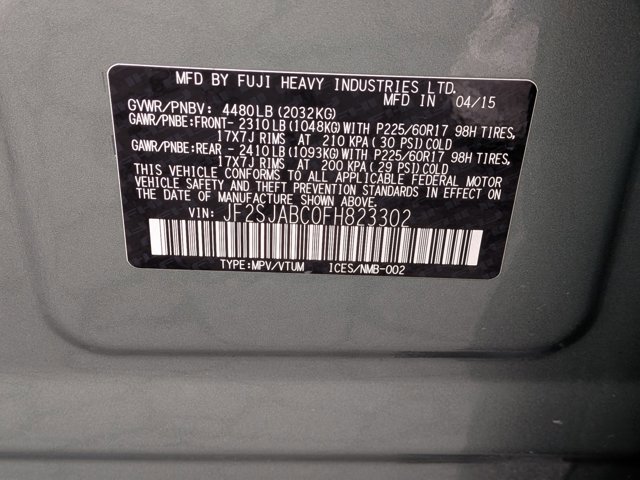 MFD BY FUJI HEAVY INDUSTRIES LTD.
MFD IN 04/15
GVWR/PNBV: 4480LB(2032KG)
GAWR/PNBE:FRONT- 2310LB(1048KG)WITH P225/60R17 98H TIRES,
17X7J RIMS AT 210 KPA(30 PSI)COLD
GAWR/PNBE:REAR - 2410LB(1093KG)WITH P225/60R17 98H TIRES,
17X7J RIMS AT 200 KPA(29 PSI)COLD
THIS VEHICLE CONFORMS TO ALL APPLICABLE FEDERAL MOTOR
VEHICLE SAFETY AND THEFT PREVENTION STANDARDS IN EFFECT ON
THE DATE OF MANUFACTURE SHOWN ABOVE.
VIN: JF2SJABC0FH823302
TYPE:MPV/VTUM ICES/NMB-002